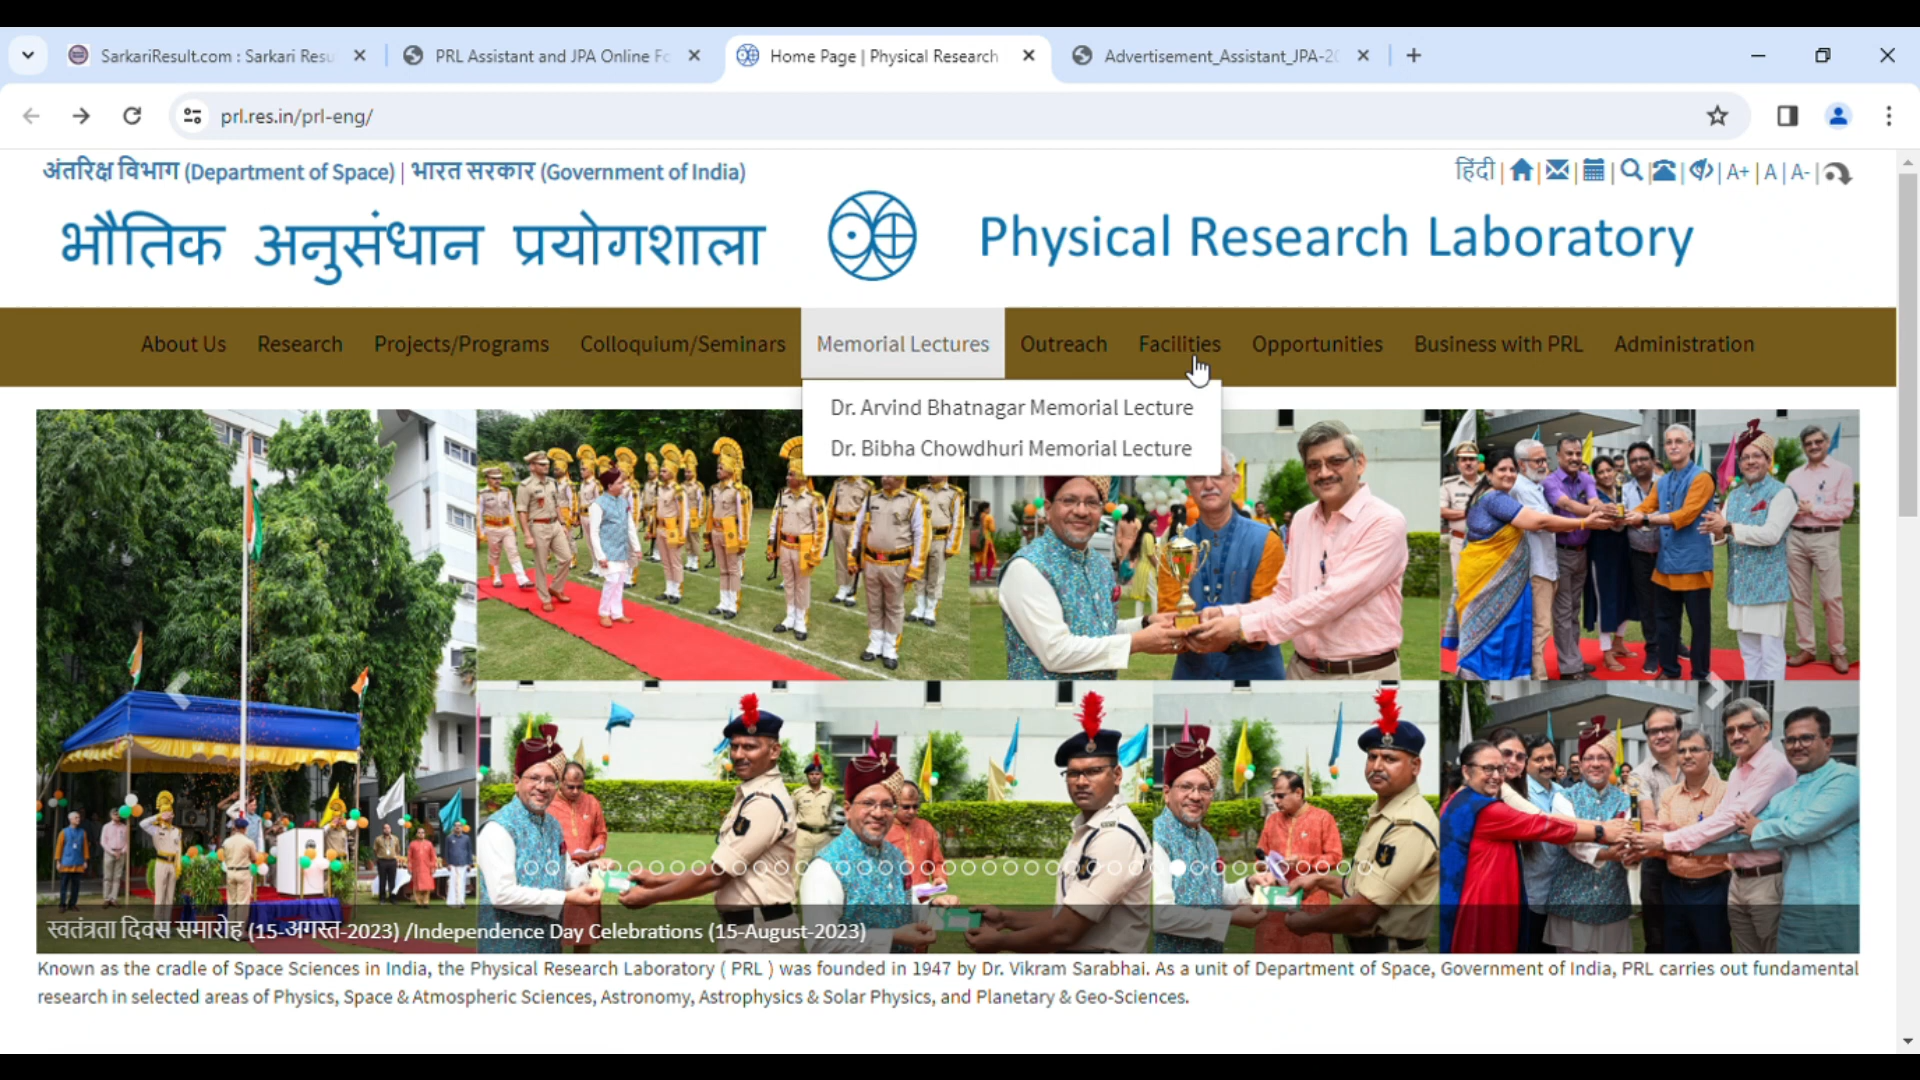 SarkariResult.com : Sarkari Resu
PRL Assistant and JPA Online Fo
Home Page | Physical Research
Advertisement_Assistant_JPA-20
prl.res.in/prl-eng/
अंतरिक्ष विभाग (Department of Space) | भारत सरकार (Government of India)
हिंदी | | | | | | A+ | A | A- |
भौतिक अनुसंधान प्रयोगशाला Physical Research Laboratory
About Us Research Projects/Programs Colloquium/Seminars Memorial Lectures Outreach Facilities Opportunities Business with PRL Administration
Dr. Arvind Bhatnagar Memorial Lecture
Dr. Bibha Chowdhuri Memorial Lecture
स्वतंत्रता दिवस समारोह (15-अगस्त-2023) /Independence Day Celebrations (15-August-2023)
Known as the cradle of Space Sciences in India, the Physical Research Laboratory ( PRL ) was founded in 1947 by Dr. Vikram Sarabhai. As a unit of Department of Space, Government of India, PRL carries out fundamental
research in selected areas of Physics, Space & Atmospheric Sciences, Astronomy, Astrophysics & Solar Physics, and Planetary & Geo-Sciences.